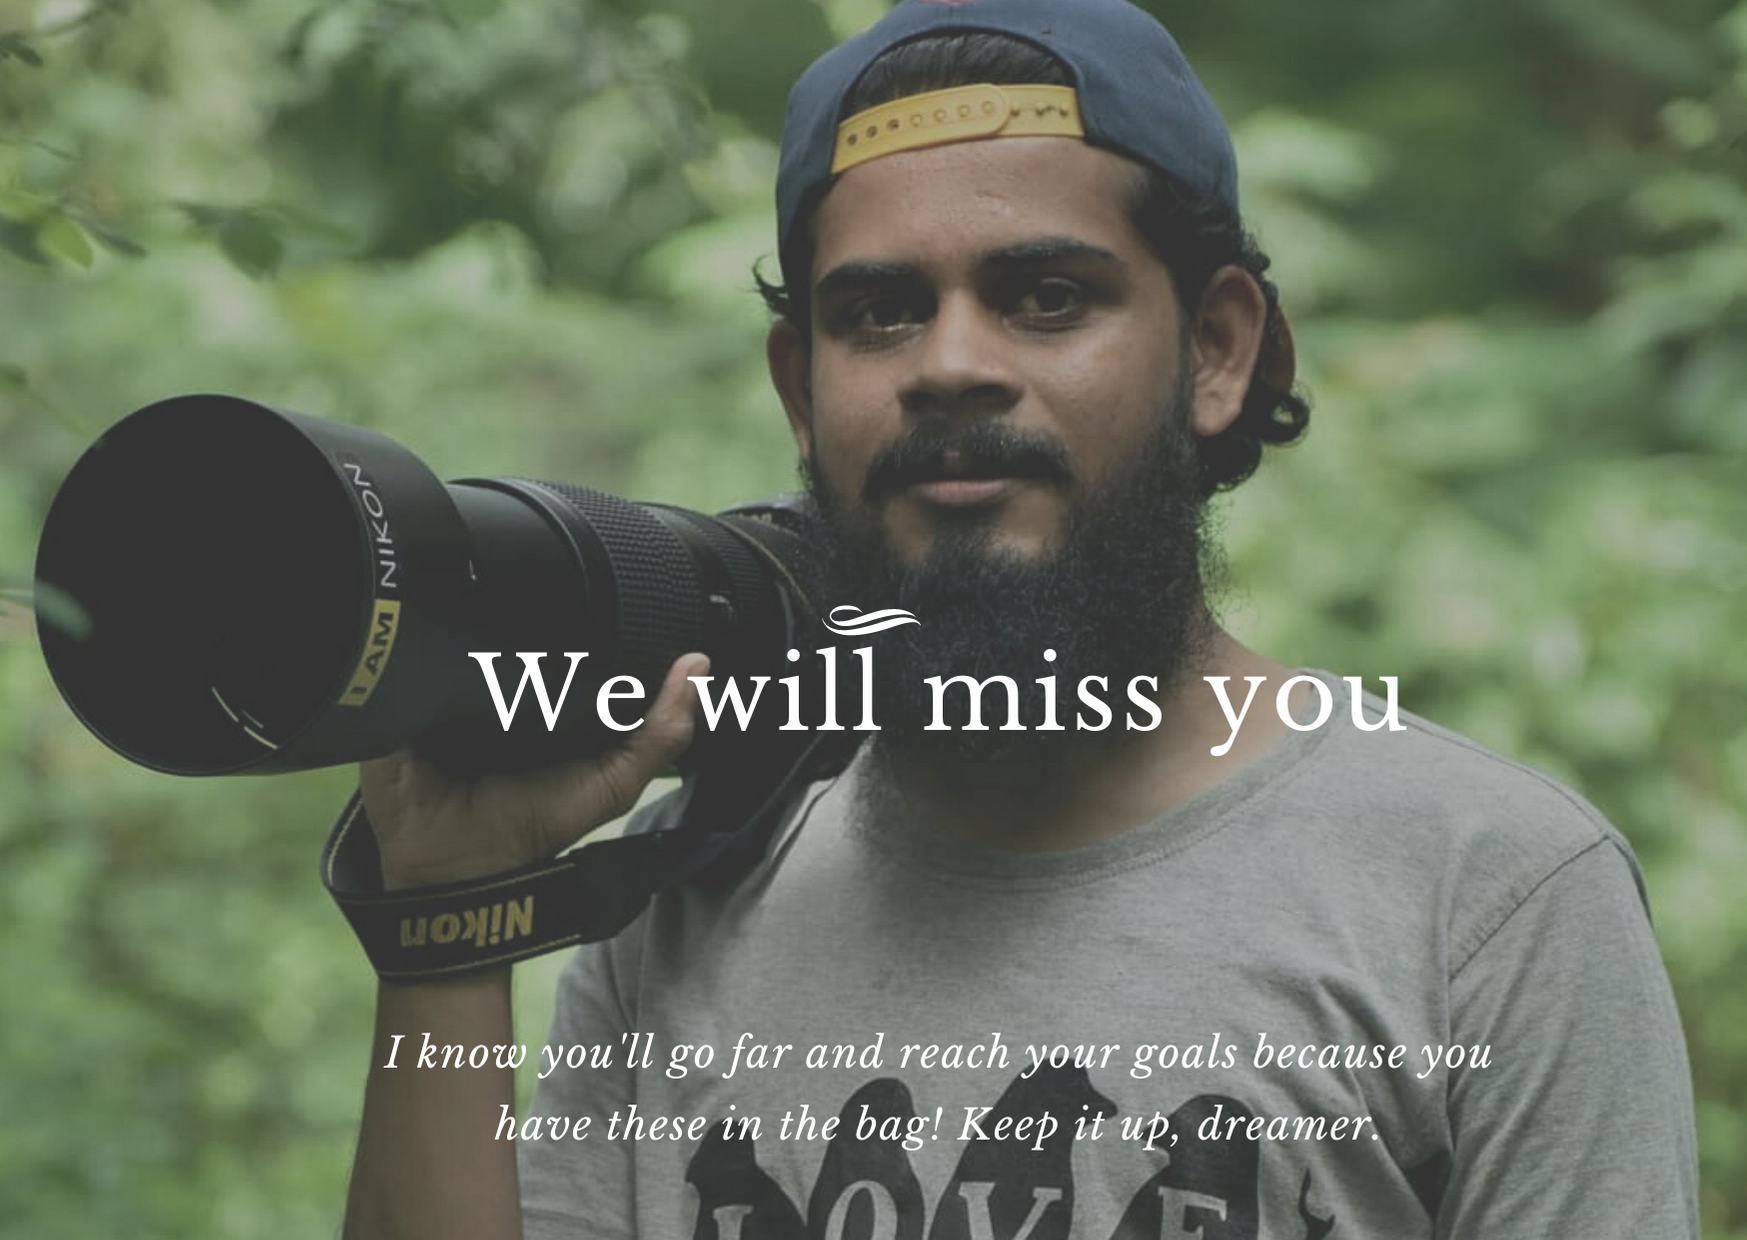 I AM NIKON
We will miss you
Nikon
I know you'll go far and reach your goals because you
have these in the bag! Keep it up, dreamer.
LOVE